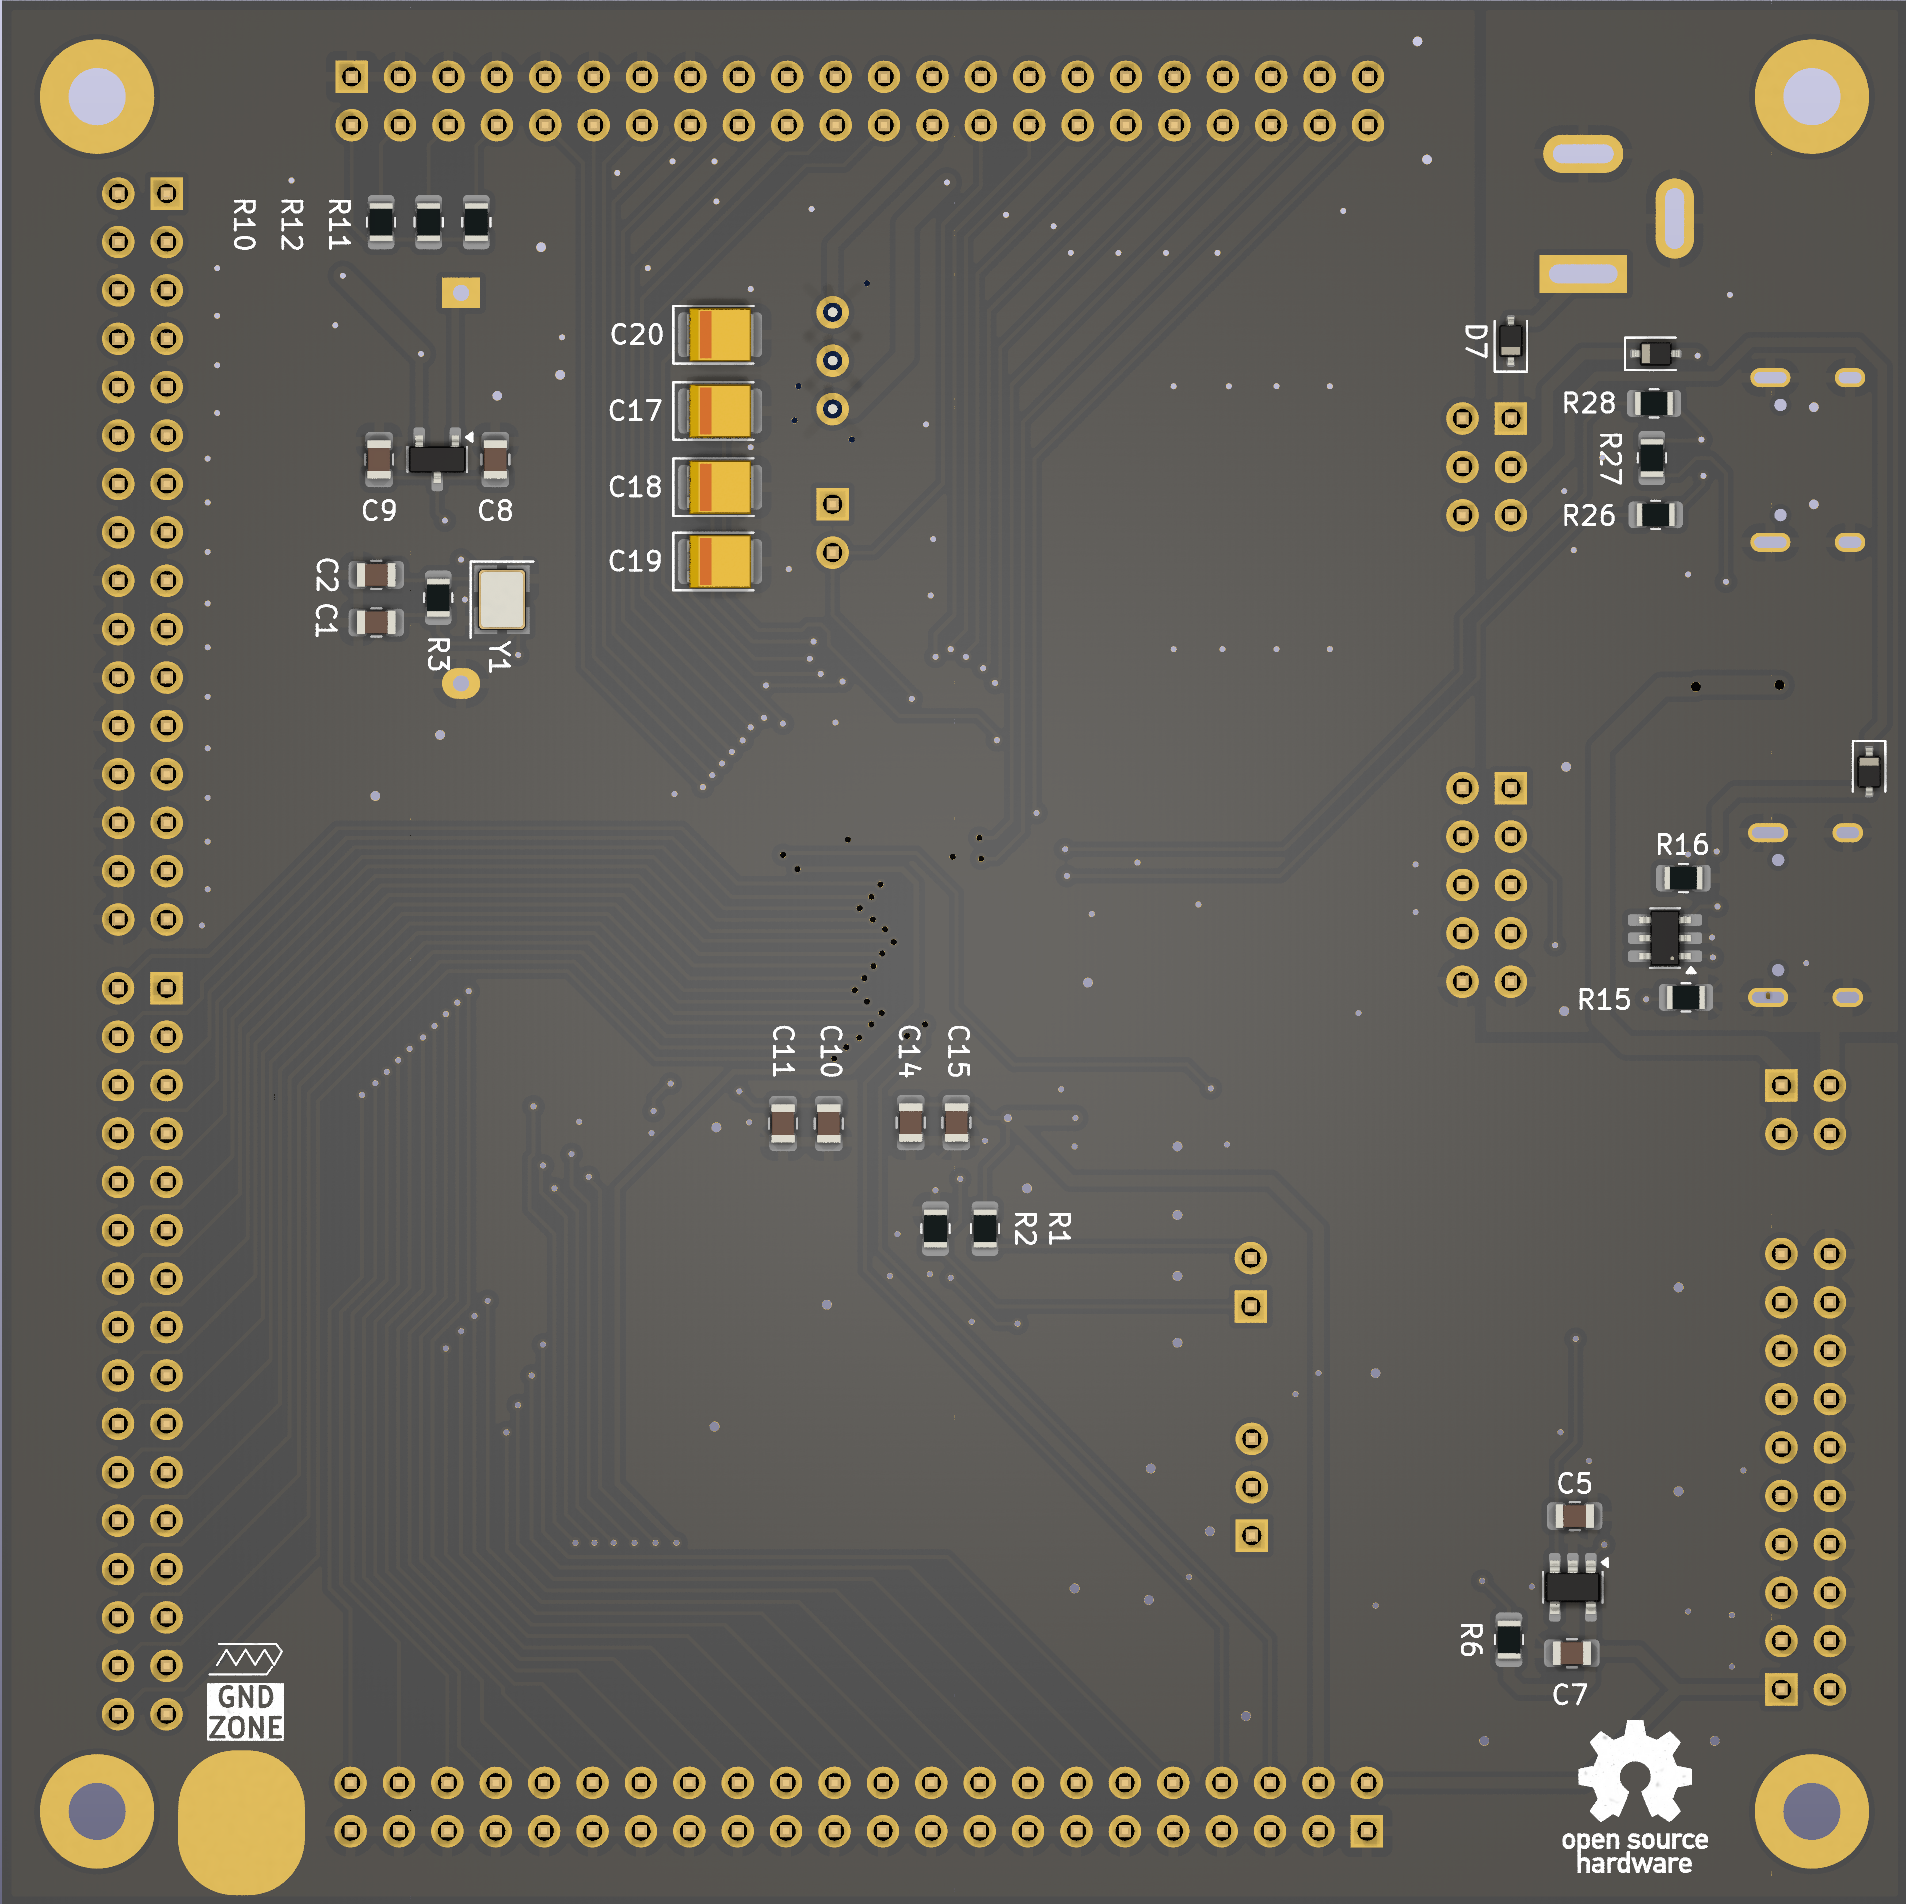 R10
R12
R11
C20
D7
C17
R28
R27
C18
C9
C8
R26
C19
C2
C1
R3
Y1
R16
R15
C11
C10
C14
C15
R2
R1
C5
R6
C7
GND
ZONE
open source
hardware